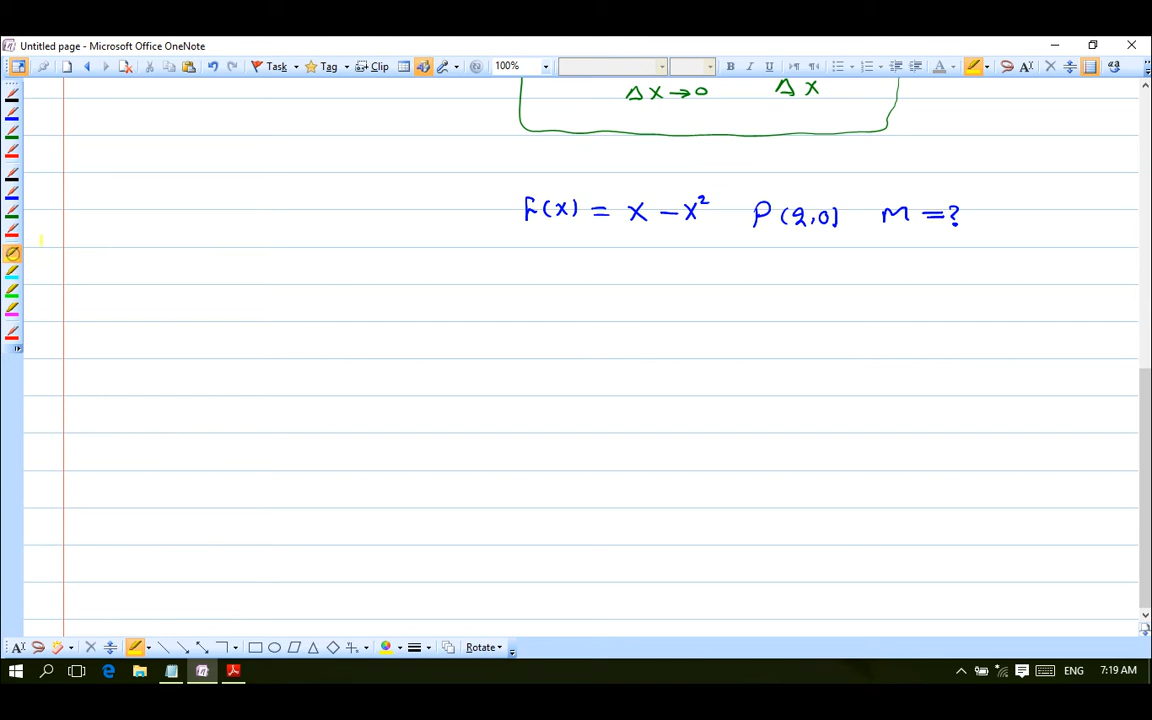 Untitled page - Microsoft Office OneNote
Task Tag Clip 100% B I U A
Δx→0 Δx
F(x) = x - x² P(2,0) M = ?
Rotate
ENG 7:19 AM